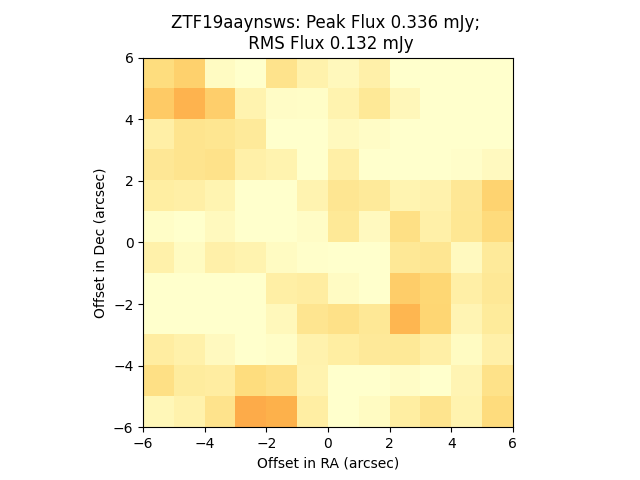 ZTF19aaynsws: Peak Flux 0.336 mJy;
RMS Flux 0.132 mJy
6
4
2
0
−2
−4
−6
Offset in Dec (arcsec)
−6 −4 −2 0 2 4 6
Offset in RA (arcsec)